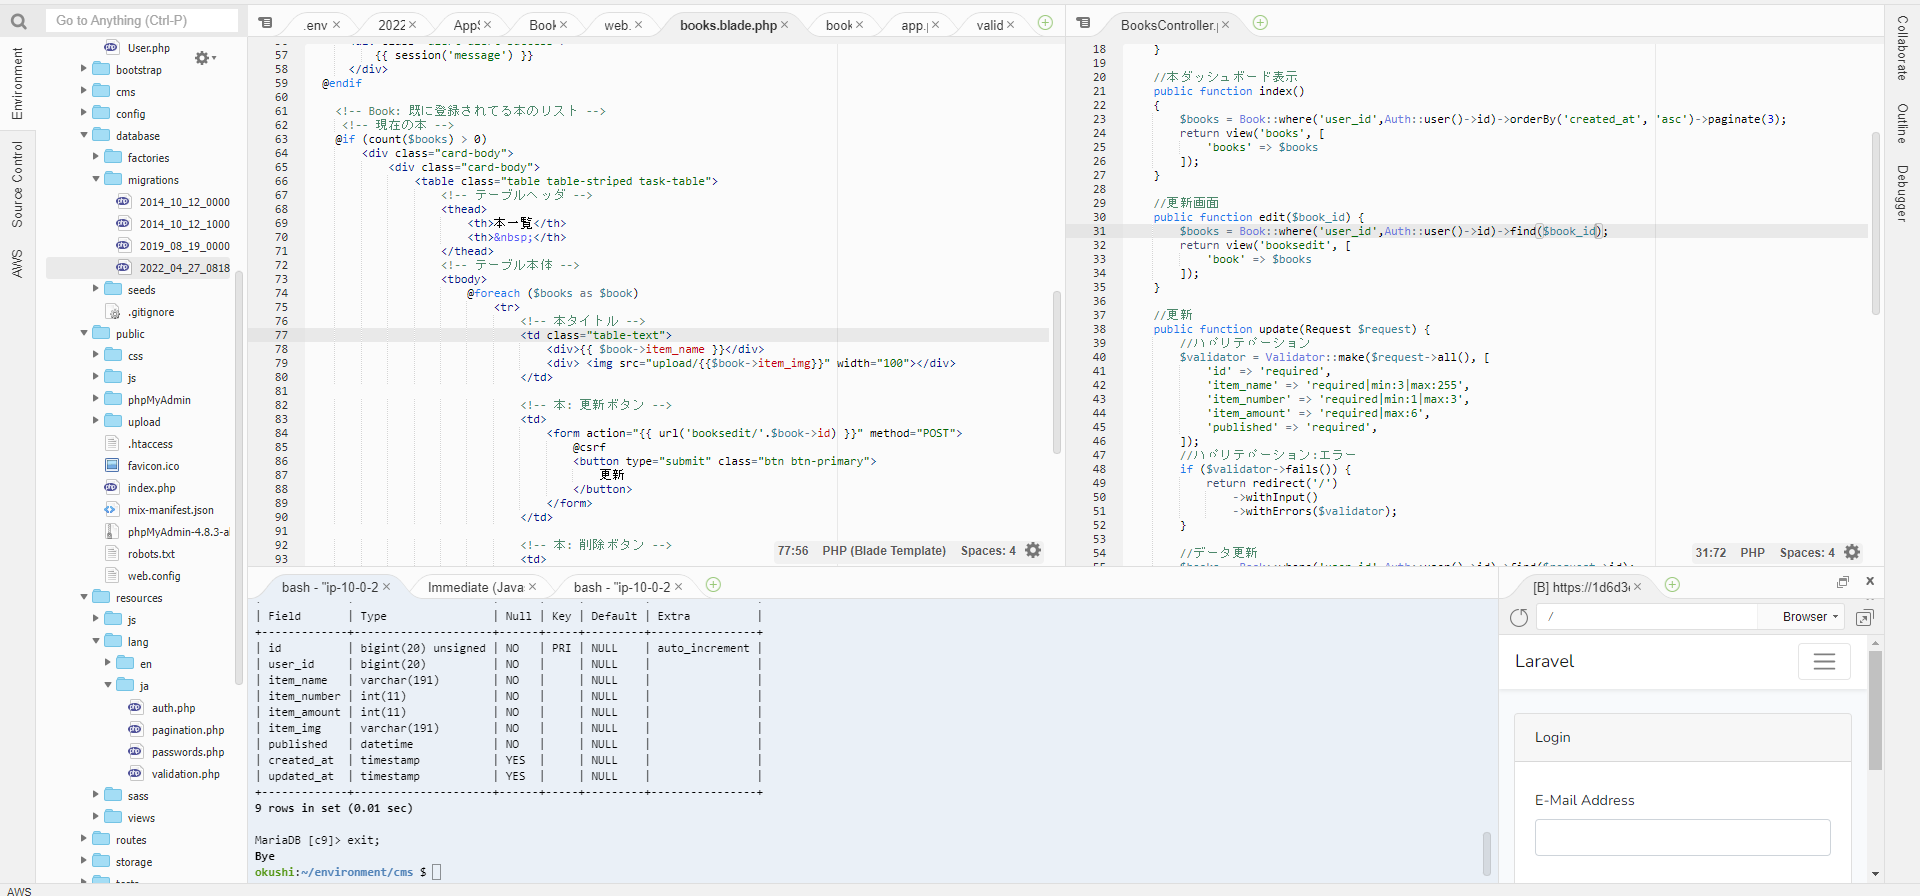 Go to Anything (Ctrl-P)
.env
2022
AppS
Book
web.
books.blade.php
book
app.
valid
BooksController.
Environment
Source Control
AWS
Collaborate
Outline
Debugger
User.php
bootstrap
cms
config
database
factories
migrations
2014_10_12_0000
2014_10_12_1000
2019_08_19_0000
2022_04_27_0818
seeds
.gitignore
public
css
js
phpMyAdmin
upload
.htaccess
favicon.ico
index.php
mix-manifest.json
phpMyAdmin-4.8.3-al
robots.txt
web.config
resources
js
lang
en
ja
auth.php
pagination.php
passwords.php
validation.php
sass
views
routes
storage
57 {{ session('message') }}
58 </div>
59 @endif
60
61 <!-- Book: 既に登録されてる本のリスト -->
62 <!-- 現在の本 -->
63 @if (count($books) > 0)
64 <div class="card-body">
65 <div class="card-body">
66 <table class="table table-striped task-table">
67 <!-- テーブルヘッダ -->
68 <thead>
69 <th>本一覧</th>
70 <th>&nbsp;</th>
71 </thead>
72 <!-- テーブル本体 -->
73 <tbody>
74 @foreach ($books as $book)
75 <tr>
76 <!-- 本タイトル -->
77 <td class="table-text">
78 <div>{{ $book->item_name }}</div>
79 <div> <img src="upload/{{$book->item_img}}" width="100"></div>
80 </td>
81
82 <!-- 本: 更新ボタン -->
83 <td>
84 <form action="{{ url('booksedit/'.$book->id) }}" method="POST">
85 @csrf
86 <button type="submit" class="btn btn-primary">
87 更新
88 </button>
89 </form>
90 </td>
91
92 <!-- 本: 削除ボタン -->
93 <td>
77:56 PHP (Blade Template) Spaces: 4
18 }
19
20 //本ダッシュボード表示
21 public function index()
22 {
23 $books = Book::where('user_id',Auth::user()->id)->orderBy('created_at', 'asc')->paginate(3);
24 return view('books', [
25 'books' => $books
26 ]);
27 }
28
29 //更新画面
30 public function edit($book_id) {
31 $books = Book::where('user_id',Auth::user()->id)->find($book_id);
32 return view('booksedit', [
33 'book' => $books
34 ]);
35 }
36
37 //更新
38 public function update(Request $request) {
39 //バリデーション
40 $validator = Validator::make($request->all(), [
41 'id' => 'required',
42 'item_name' => 'required|min:3|max:255',
43 'item_number' => 'required|min:1|max:3',
44 'item_amount' => 'required|max:6',
45 'published' => 'required',
46 ]);
47 //バリデーション:エラー
48 if ($validator->fails()) {
49 return redirect('/')
50 ->withInput()
51 ->withErrors($validator);
52 }
53
54 //データ更新
31:72 PHP Spaces: 4
bash - "ip-10-0-2
Immediate (Java
bash - "ip-10-0-2
| Field | Type | Null | Key | Default | Extra |
+-------------+---------------------+------+-----+---------+----------------+
| id | bigint(20) unsigned | NO | PRI | NULL | auto_increment |
| user_id | bigint(20) | NO | | NULL | |
| item_name | varchar(191) | NO | | NULL | |
| item_number | int(11) | NO | | NULL | |
| item_amount | int(11) | NO | | NULL | |
| item_img | varchar(191) | NO | | NULL | |
| published | datetime | NO | | NULL | |
| created_at | timestamp | YES | | NULL | |
| updated_at | timestamp | YES | | NULL | |
+-------------+---------------------+------+-----+---------+----------------+
9 rows in set (0.01 sec)
MariaDB [c9]> exit;
Bye
okushi:~/environment/cms $
[B] https://1d6d3
/
Browser
Laravel
Login
E-Mail Address
AWS